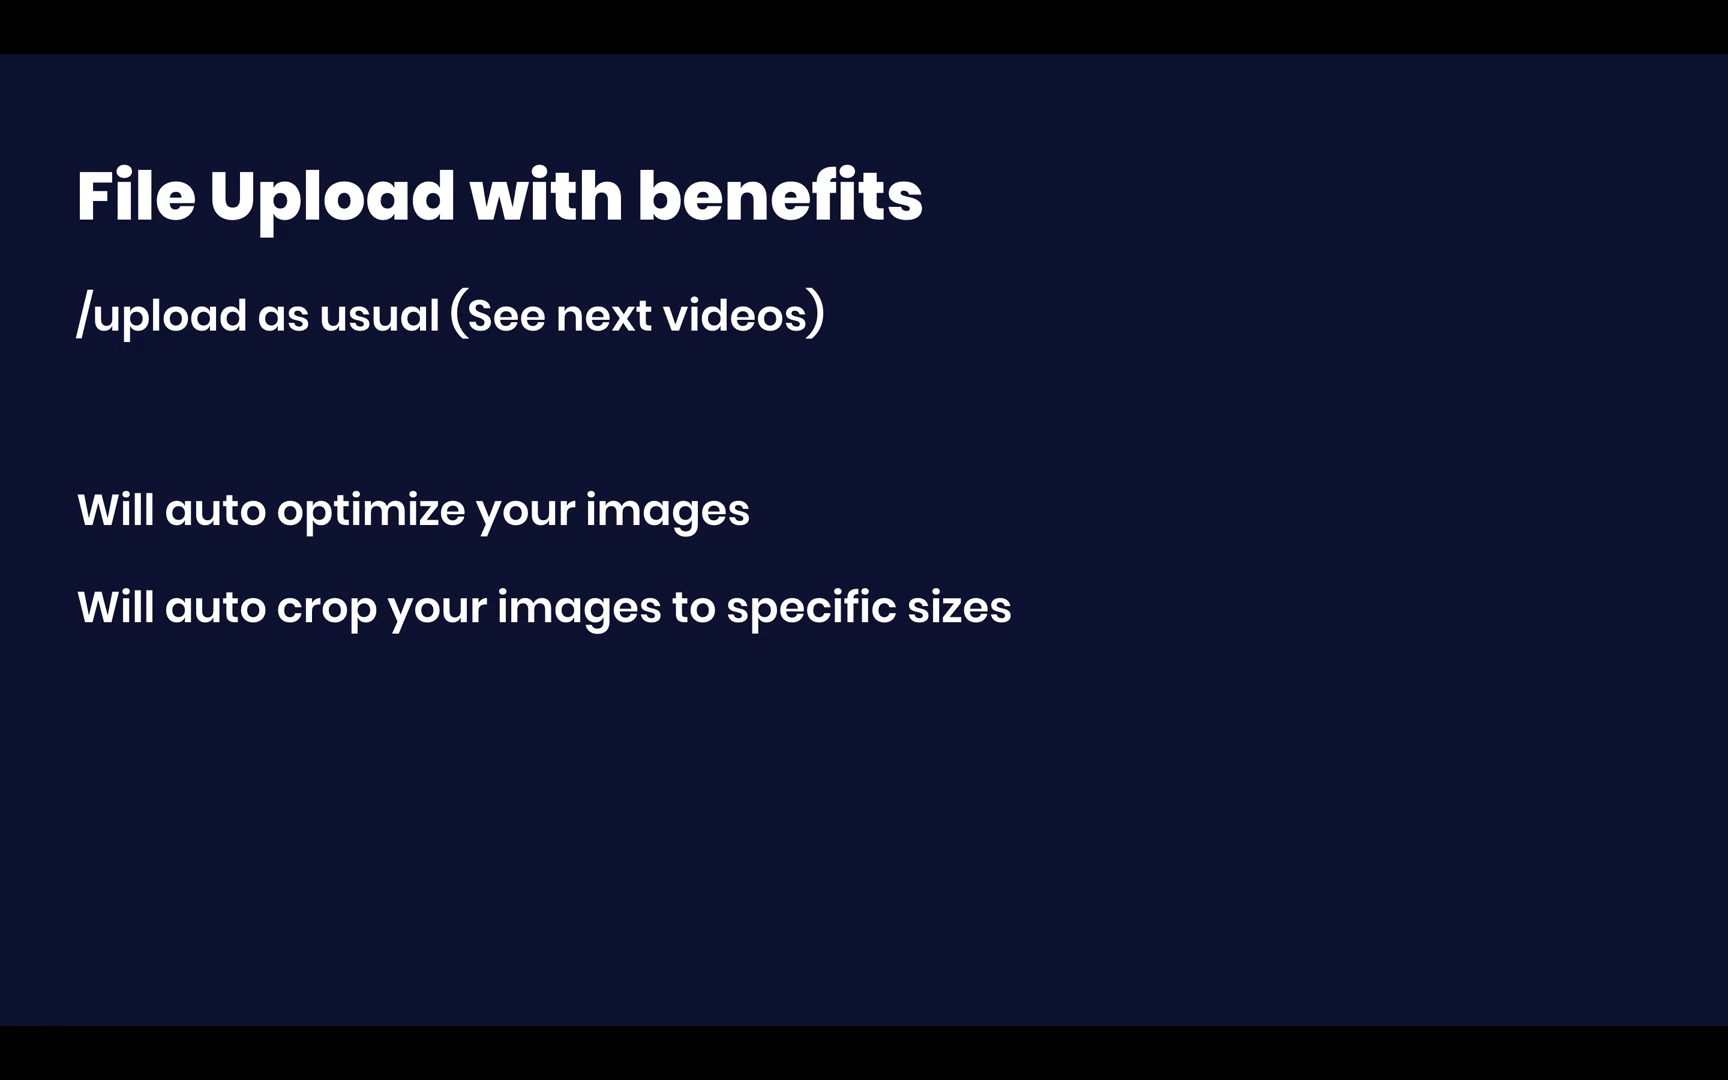 File Upload with benefits
/upload as usual (See next videos)
Will auto optimize your images
Will auto crop your images to specific sizes